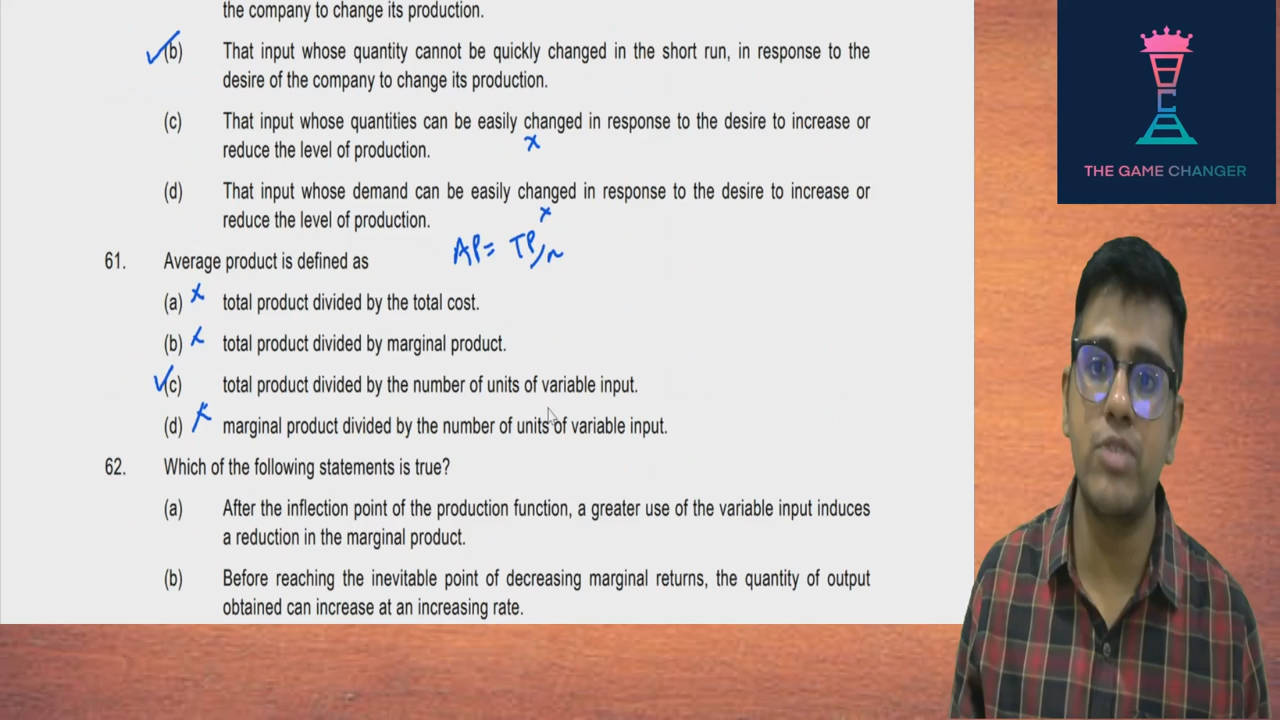 the company to change its production.
(b) That input whose quantity cannot be quickly changed in the short run, in response to the
desire of the company to change its production.
(c) That input whose quantities can be easily changed in response to the desire to increase or
reduce the level of production.
(d) That input whose demand can be easily changed in response to the desire to increase or
reduce the level of production.
AP= TP/n
61. Average product is defined as
(a) total product divided by the total cost.
(b) total product divided by marginal product.
(c) total product divided by the number of units of variable input.
(d) marginal product divided by the number of units of variable input.
62. Which of the following statements is true?
(a) After the inflection point of the production function, a greater use of the variable input induces
a reduction in the marginal product.
(b) Before reaching the inevitable point of decreasing marginal returns, the quantity of output
obtained can increase at an increasing rate.
THE GAME CHANGER